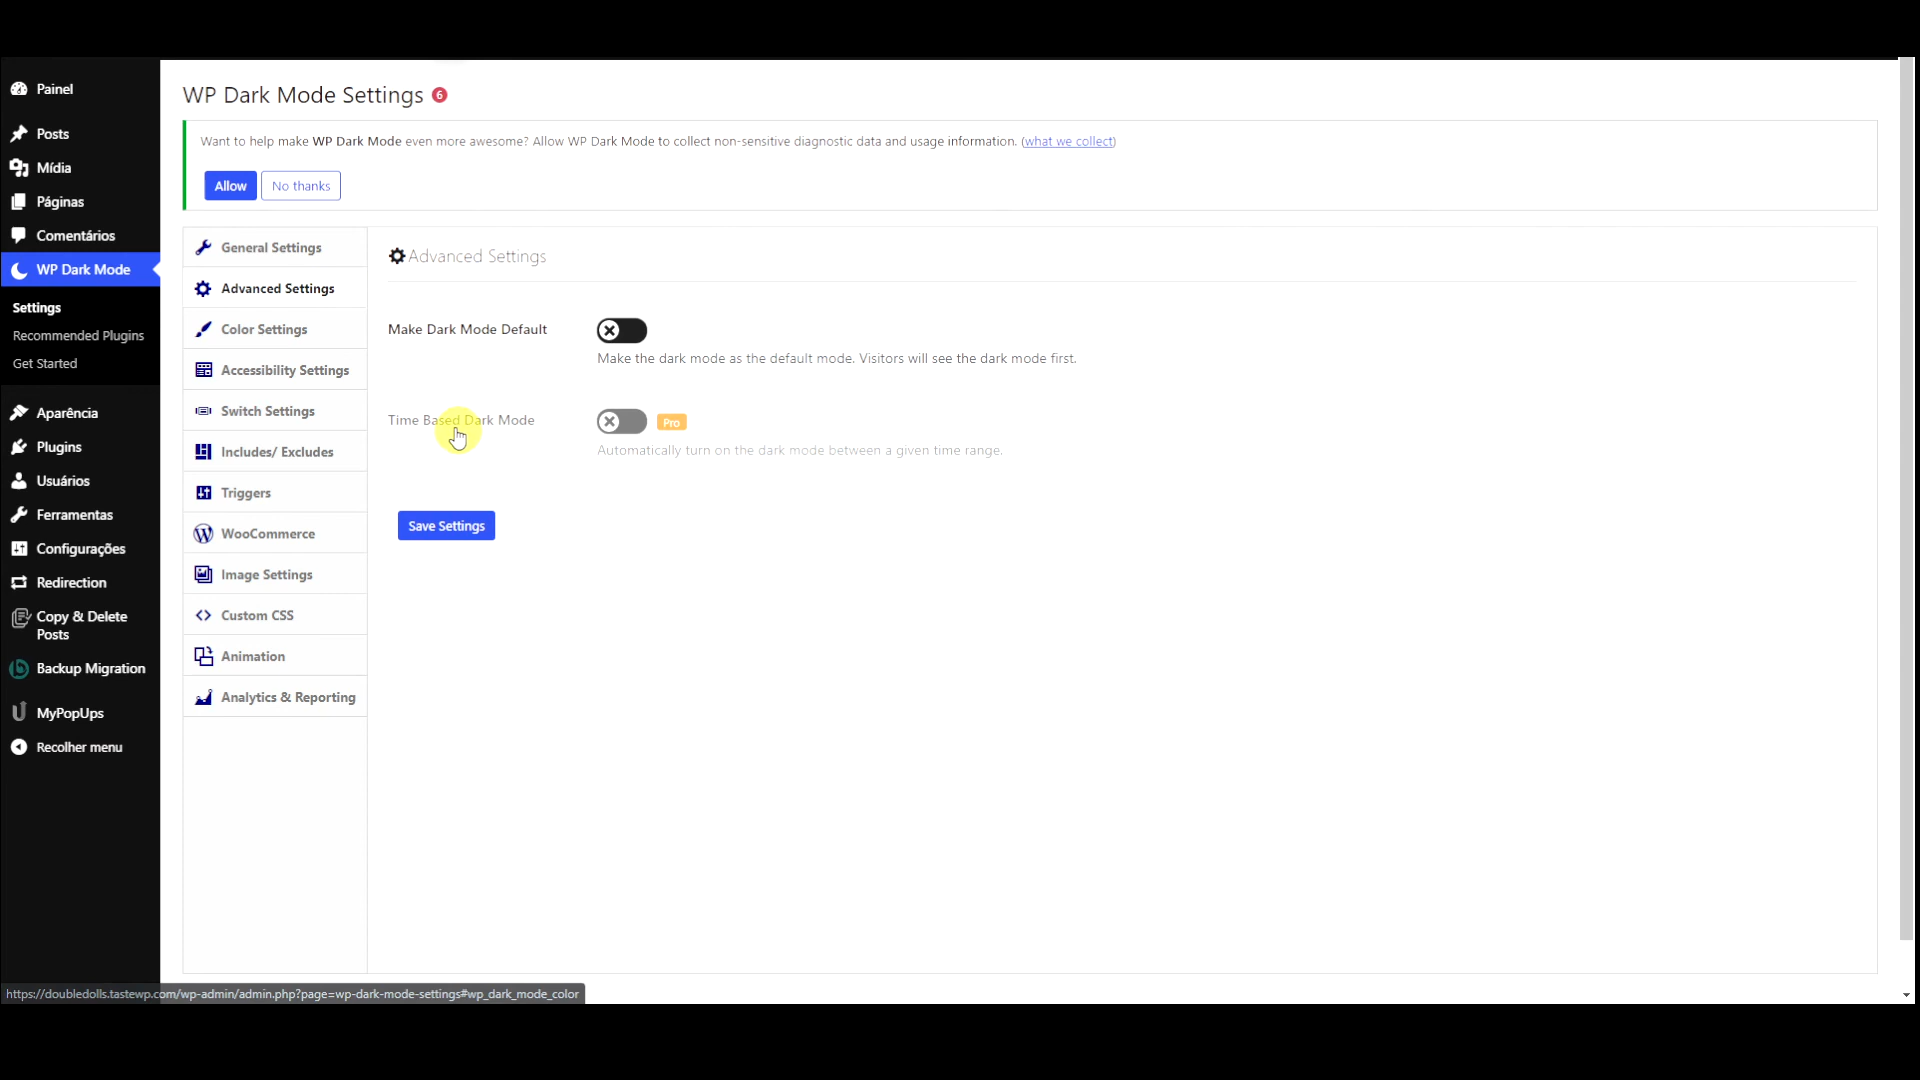 Painel
Posts
Mídia
Páginas
Comentários
WP Dark Mode
Settings
Recommended Plugins
Get Started
Aparência
Plugins
Usuários
Ferramentas
Configurações
Redirection
Copy & Delete
Posts
Backup Migration
MyPopUps
Recolher menu
WP Dark Mode Settings 6
Want to help make WP Dark Mode even more awesome? Allow WP Dark Mode to collect non-sensitive diagnostic data and usage information. (what we collect)
Allow No thanks
General Settings
Advanced Settings
Color Settings
Accessibility Settings
Switch Settings
Includes/ Excludes
Triggers
WooCommerce
Image Settings
Custom CSS
Animation
Analytics & Reporting
Advanced Settings
Make Dark Mode Default
Make the dark mode as the default mode. Visitors will see the dark mode first.
Time Based Dark Mode Pro
Automatically turn on the dark mode between a given time range.
Save Settings
https://doubledolls.tastewp.com/wp-admin/admin.php?page=wp-dark-mode-settings#wp_dark_mode_color